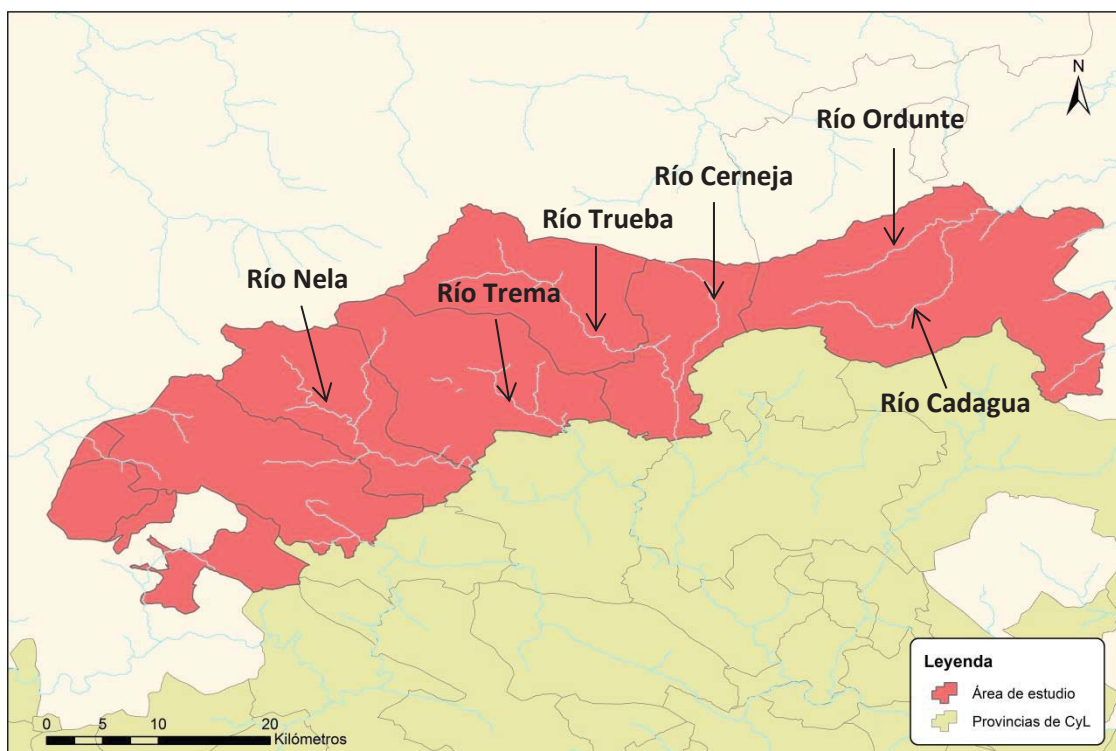 N
Río Ordunte
Río Cerneja
Río Trueba
Río Nela
Río Trema
Río Cadagua
Leyenda
Área de estudio
Provincias de CyL
0 5 10 20
Kilómetros